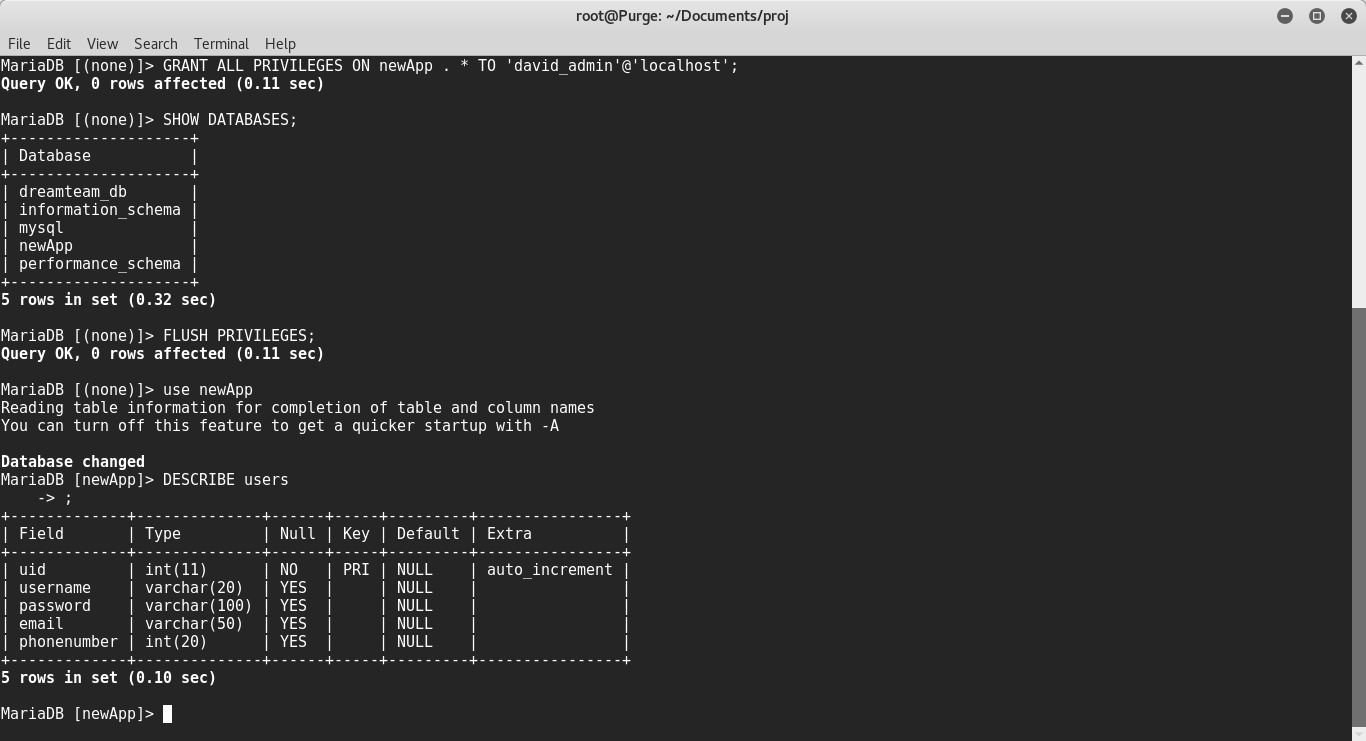 root@Purge: ~/Documents/proj
File Edit View Search Terminal Help
MariaDB [(none)]> GRANT ALL PRIVILEGES ON newApp . * TO 'david_admin'@'localhost';
Query OK, 0 rows affected (0.11 sec)

MariaDB [(none)]> SHOW DATABASES;
+--------------------+
| Database           |
+--------------------+
| dreamteam_db       |
| information_schema |
| mysql              |
| newApp             |
| performance_schema |
+--------------------+
5 rows in set (0.32 sec)

MariaDB [(none)]> FLUSH PRIVILEGES;
Query OK, 0 rows affected (0.11 sec)

MariaDB [(none)]> use newApp
Reading table information for completion of table and column names
You can turn off this feature to get a quicker startup with -A

Database changed
MariaDB [newApp]> DESCRIBE users
    -> ;
+-------------+--------------+------+-----+---------+----------------+
| Field       | Type         | Null | Key | Default | Extra          |
+-------------+--------------+------+-----+---------+----------------+
| uid         | int(11)      | NO   | PRI | NULL    | auto_increment |
| username    | varchar(20)  | YES  |     | NULL    |                |
| password    | varchar(100) | YES  |     | NULL    |                |
| email       | varchar(50)  | YES  |     | NULL    |                |
| phonenumber | int(20)      | YES  |     | NULL    |                |
+-------------+--------------+------+-----+---------+----------------+
5 rows in set (0.10 sec)

MariaDB [newApp]>